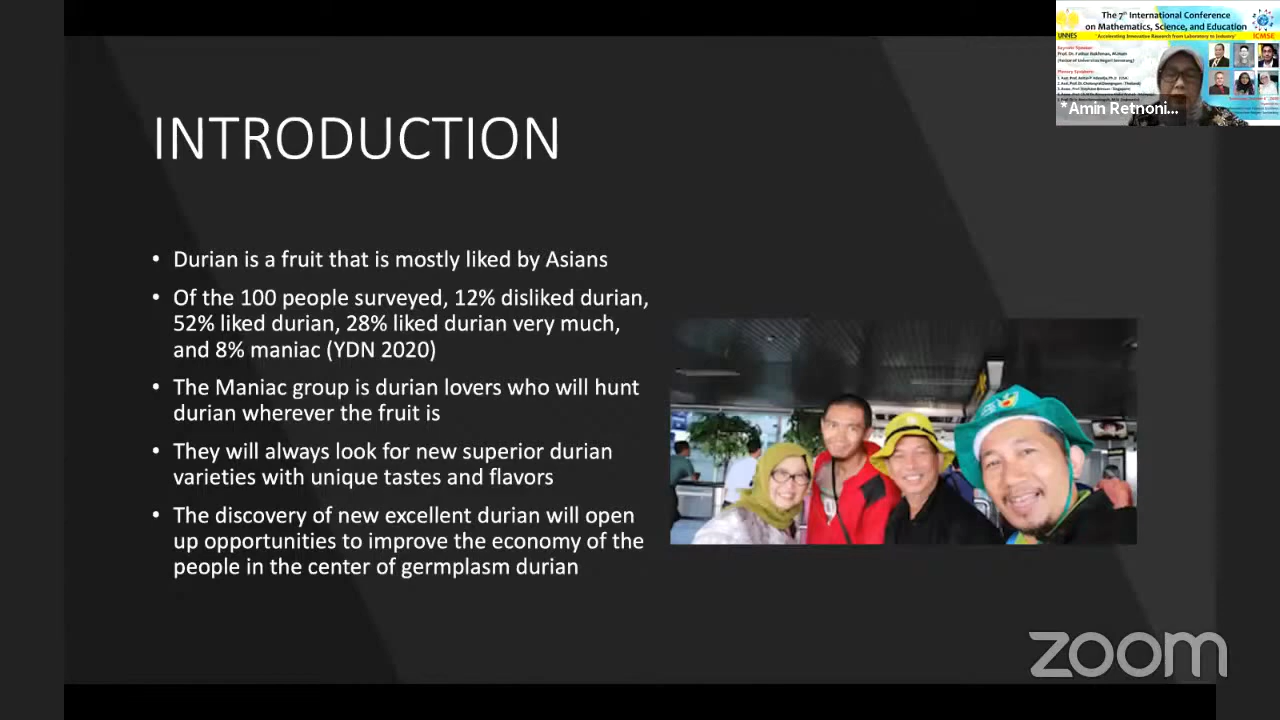 INTRODUCTION
• Durian is a fruit that is mostly liked by Asians
• Of the 100 people surveyed, 12% disliked durian,
52% liked durian, 28% liked durian very much,
and 8% maniac (YDN 2020)
• The Maniac group is durian lovers who will hunt
durian wherever the fruit is
• They will always look for new superior durian
varieties with unique tastes and flavors
• The discovery of new excellent durian will open
up opportunities to improve the economy of the
people in the center of germplasm durian
The 7th International Conference
on Mathematics, Science, and Education
UNNES
"Accelerating Innovative Research from Laboratory to Industry"
ICMSE
Keynote Speaker
Plenary Speakers
*Amin Retnoni...
zoom